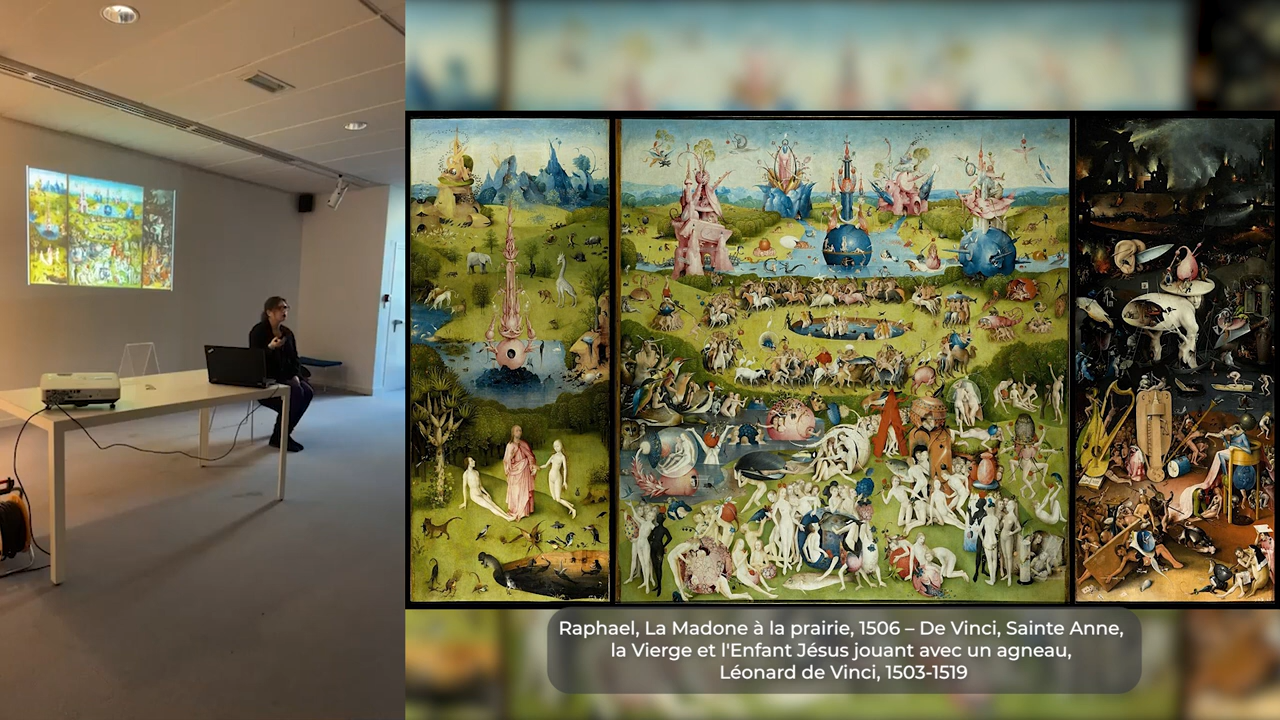 Raphael, La Madone à la prairie, 1506 – De Vinci, Sainte Anne,
la Vierge et l'Enfant Jésus jouant avec un agneau,
Léonard de Vinci, 1503-1519